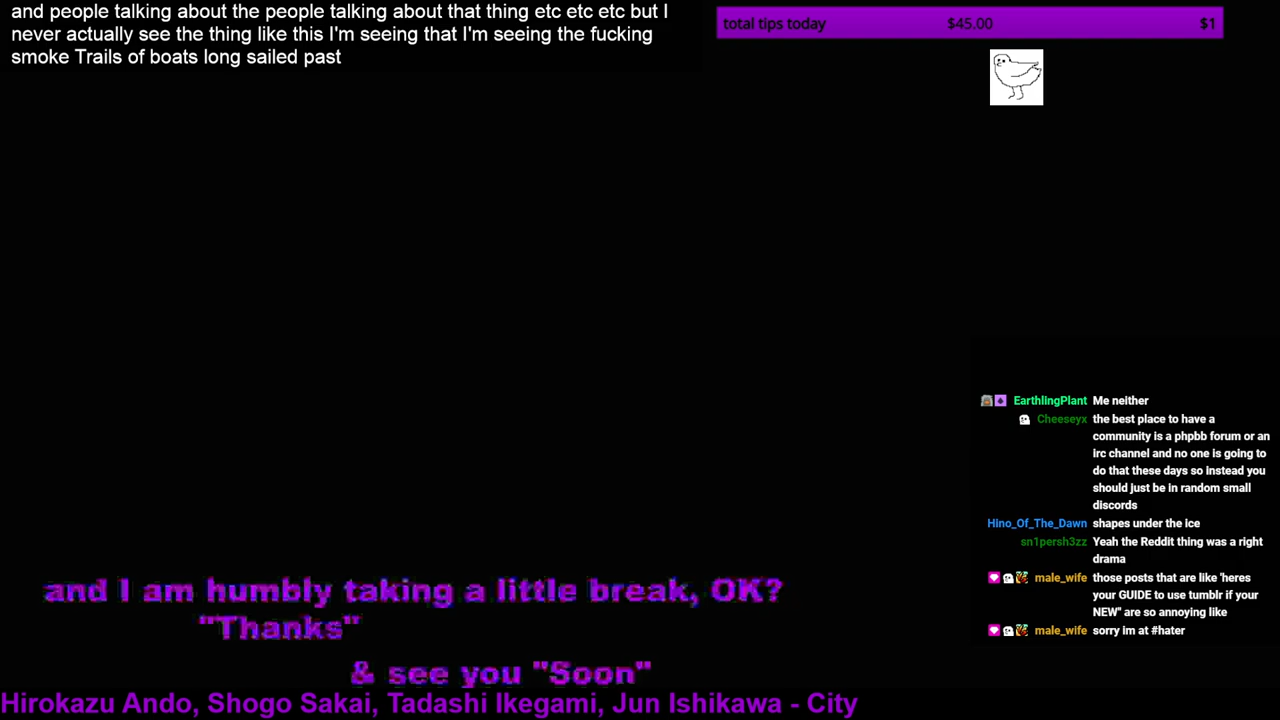 and people talking about the people talking about that thing etc etc etc but I
never actually see the thing like this I'm seeing that I'm seeing the fucking
smoke Trails of boats long sailed past
total tips today $45.00 $1
EarthlingPlant Me neither
Cheeseyx the best place to have a
community is a phpbb forum or an
irc channel and no one is going to
do that these days so instead you
should just be in random small
discords
Hino_Of_The_Dawn shapes under the ice
sn1persh3zz Yeah the Reddit thing was a right
drama
male_wife those posts that are like 'heres
your GUIDE to use tumblr if your
NEW" are so annoying like
male_wife sorry im at #hater
and I am humbly taking a little break, OK?
"Thanks"
& see you "Soon"
Hirokazu Ando, Shogo Sakai, Tadashi Ikegami, Jun Ishikawa - City